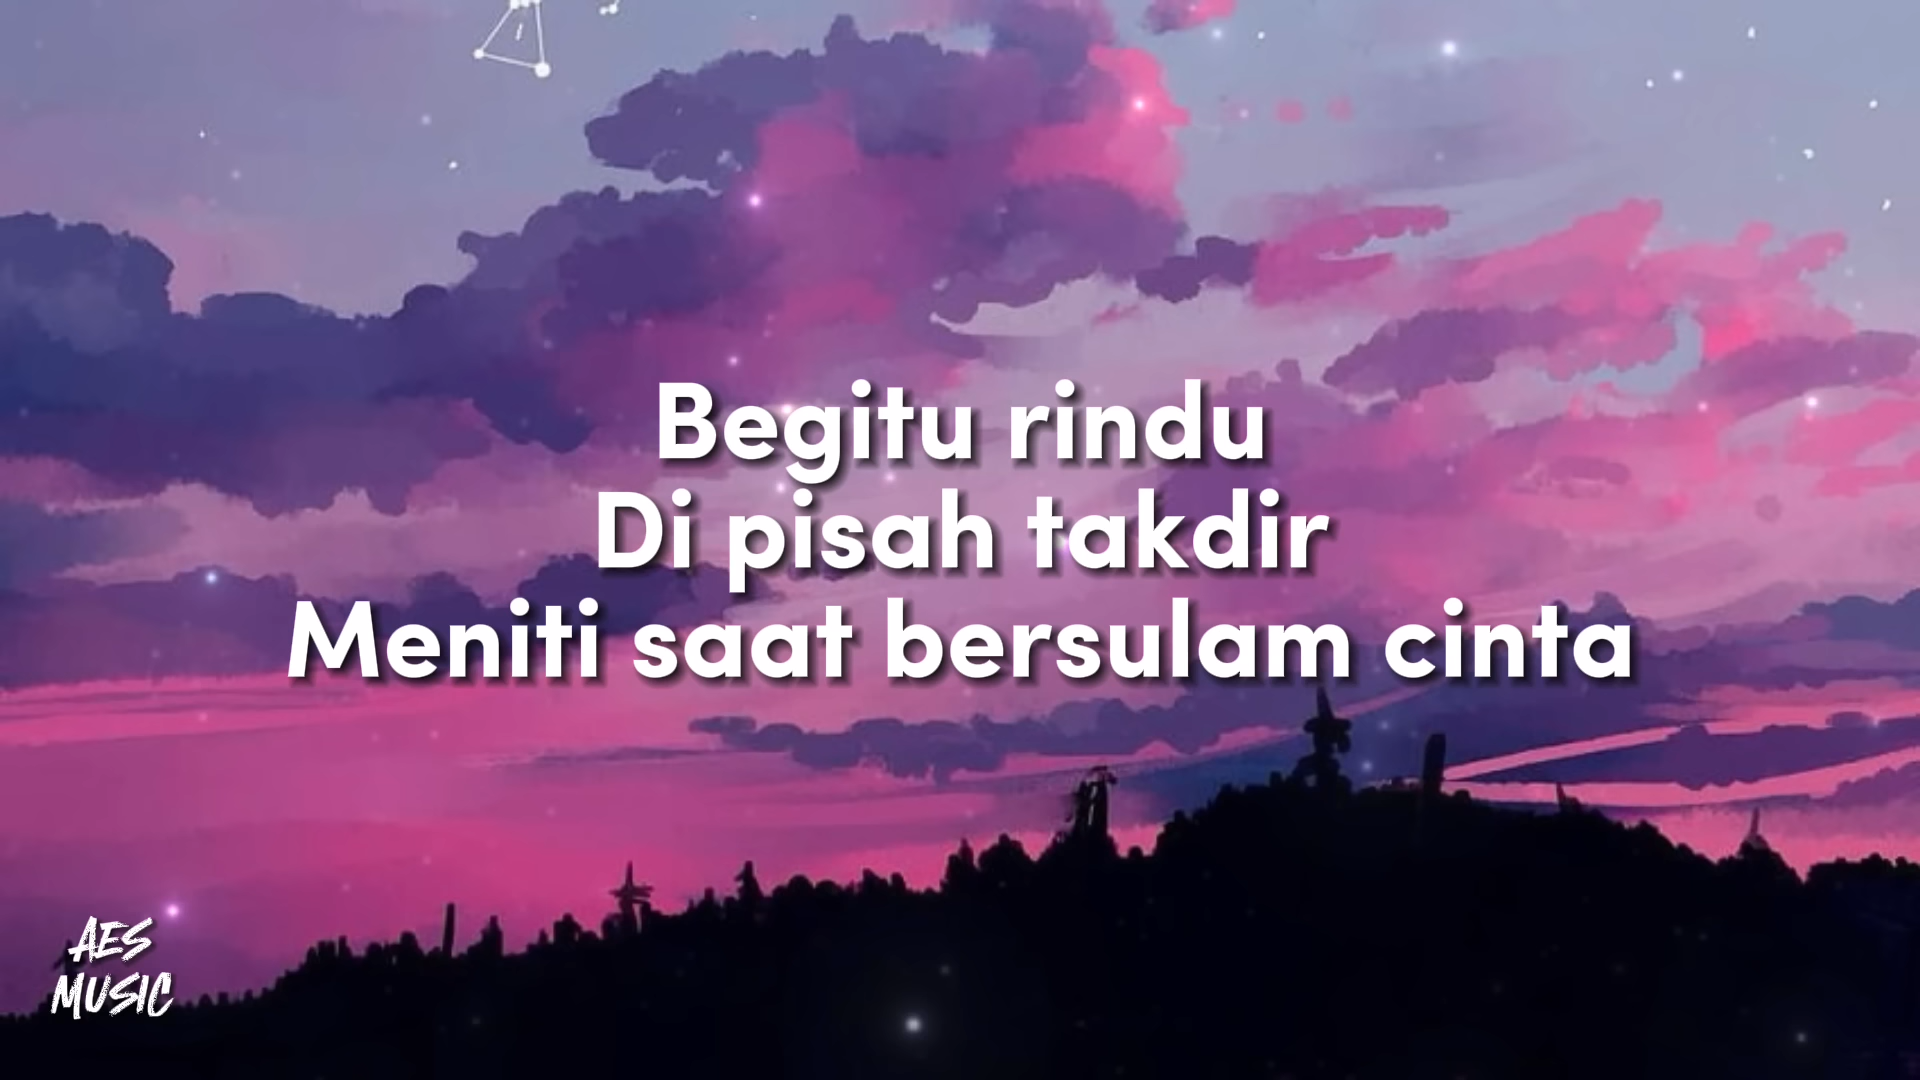 Begitu rindu
Di pisah takdir
Meniti saat bersulam cinta
AES
MUSIC